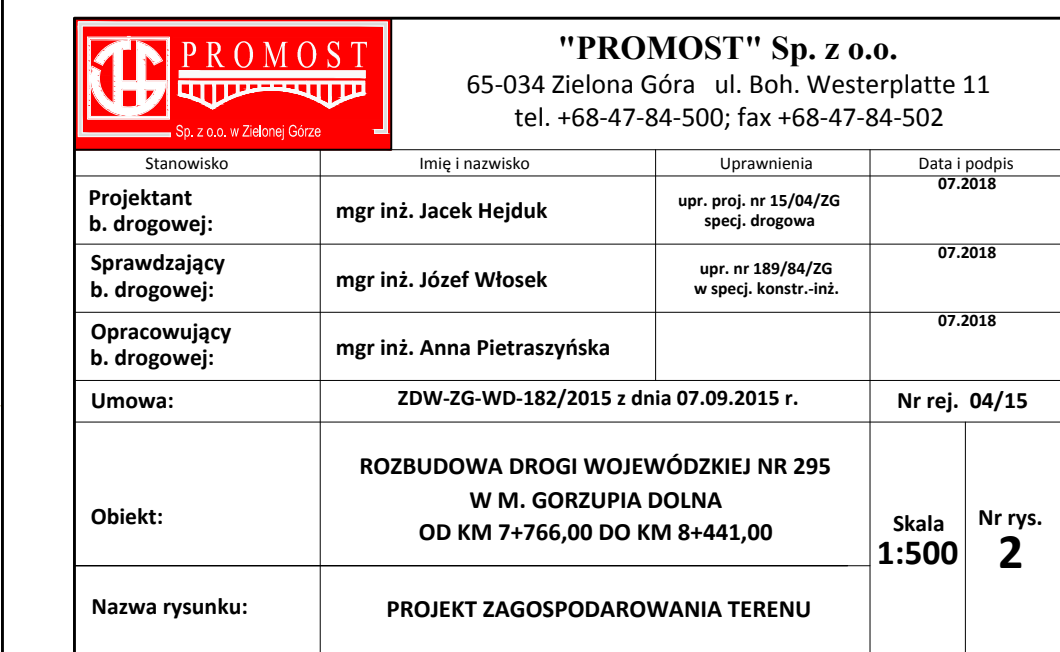 PROMOST
Sp. z o.o. w Zielonej Górze
"PROMOST" Sp. z o.o.
65-034 Zielona Góra ul. Boh. Westerplatte 11
tel. +68-47-84-500; fax +68-47-84-502
Stanowisko Imię i nazwisko Uprawnienia Data i podpis
Projektant
b. drogowej:
mgr inż. Jacek Hejduk
upr. proj. nr 15/04/ZG
specj. drogowa
07.2018
Sprawdzający
b. drogowej:
mgr inż. Józef Włosek
upr. nr 189/84/ZG
w specj. konstr.-inż.
07.2018
Opracowujący
b. drogowej:
mgr inż. Anna Pietraszyńska
07.2018
Umowa: ZDW-ZG-WD-182/2015 z dnia 07.09.2015 r. Nr rej. 04/15
Obiekt:
ROZBUDOWA DROGI WOJEWÓDZKIEJ NR 295
W M. GORZUPIA DOLNA
OD KM 7+766,00 DO KM 8+441,00
Skala
1:500
Nr rys.
2
Nazwa rysunku: PROJEKT ZAGOSPODAROWANIA TERENU